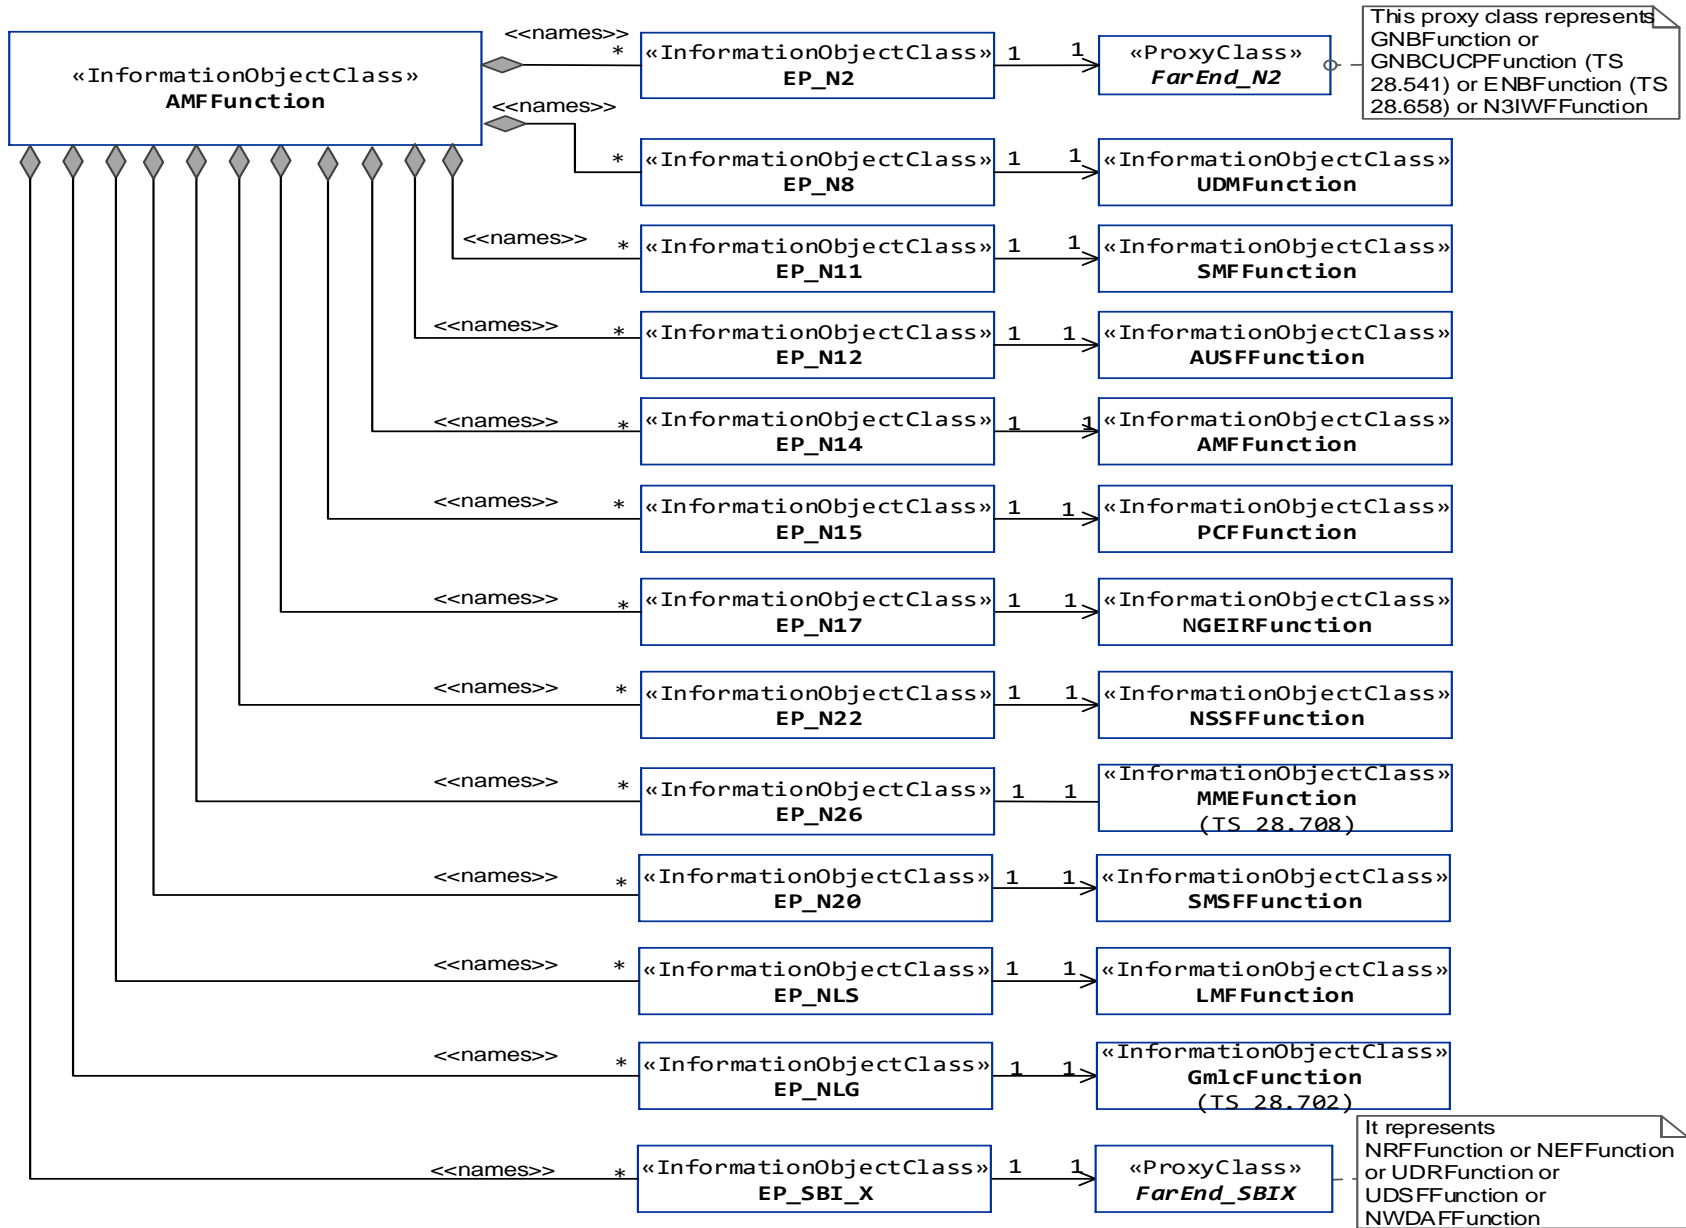 «InformationObjectClass»
AMFFunction
<<names>>
*
«InformationObjectClass»
EP_N2
1
1
«ProxyClass»
FarEnd_N2
This proxy class represents
GNBFunction or
GNBCUCPFunction (TS
28.541) or ENBFunction (TS
28.658) or N3IWFFunction
<<names>>
*
«InformationObjectClass»
EP_N8
1
1
«InformationObjectClass»
UDMFunction
<<names>>
*
«InformationObjectClass»
EP_N11
1
1
«InformationObjectClass»
SMFFunction
<<names>>
*
«InformationObjectClass»
EP_N12
1
1
«InformationObjectClass»
AUSFFunction
<<names>>
*
«InformationObjectClass»
EP_N14
1
1
«InformationObjectClass»
AMFFunction
<<names>>
*
«InformationObjectClass»
EP_N15
1
1
«InformationObjectClass»
PCFFunction
<<names>>
*
«InformationObjectClass»
EP_N17
1
1
«InformationObjectClass»
NGEIRFunction
<<names>>
*
«InformationObjectClass»
EP_N22
1
1
«InformationObjectClass»
NSSFFunction
<<names>>
*
«InformationObjectClass»
EP_N26
1
1
«InformationObjectClass»
MMEFunction
(TS 28.708)
<<names>>
*
«InformationObjectClass»
EP_N20
1
1
«InformationObjectClass»
SMSFFunction
<<names>>
*
«InformationObjectClass»
EP_NLS
1
1
«InformationObjectClass»
LMFFunction
<<names>>
*
«InformationObjectClass»
EP_NLG
1
1
«InformationObjectClass»
GmlcFunction
(TS 28.702)
<<names>>
*
«InformationObjectClass»
EP_SBI_X
1
1
«ProxyClass»
FarEnd_SBIX
It represents
NRFFunction or NEFFunction
or UDRFunction or
UDSFFunction or
NWDAFFunction